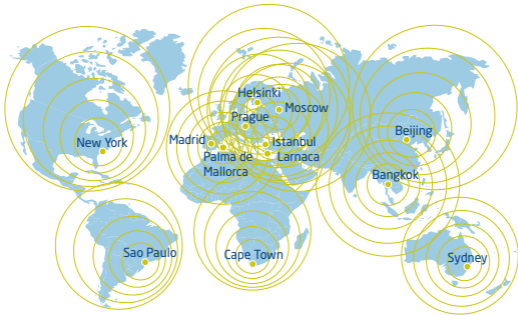 Helsinki
Moscow
Prague
New York
Madrid
Istanbul
Beijing
Palma de
Mallorca
Larnaca
Bangkok
Sao Paulo
Cape Town
Sydney